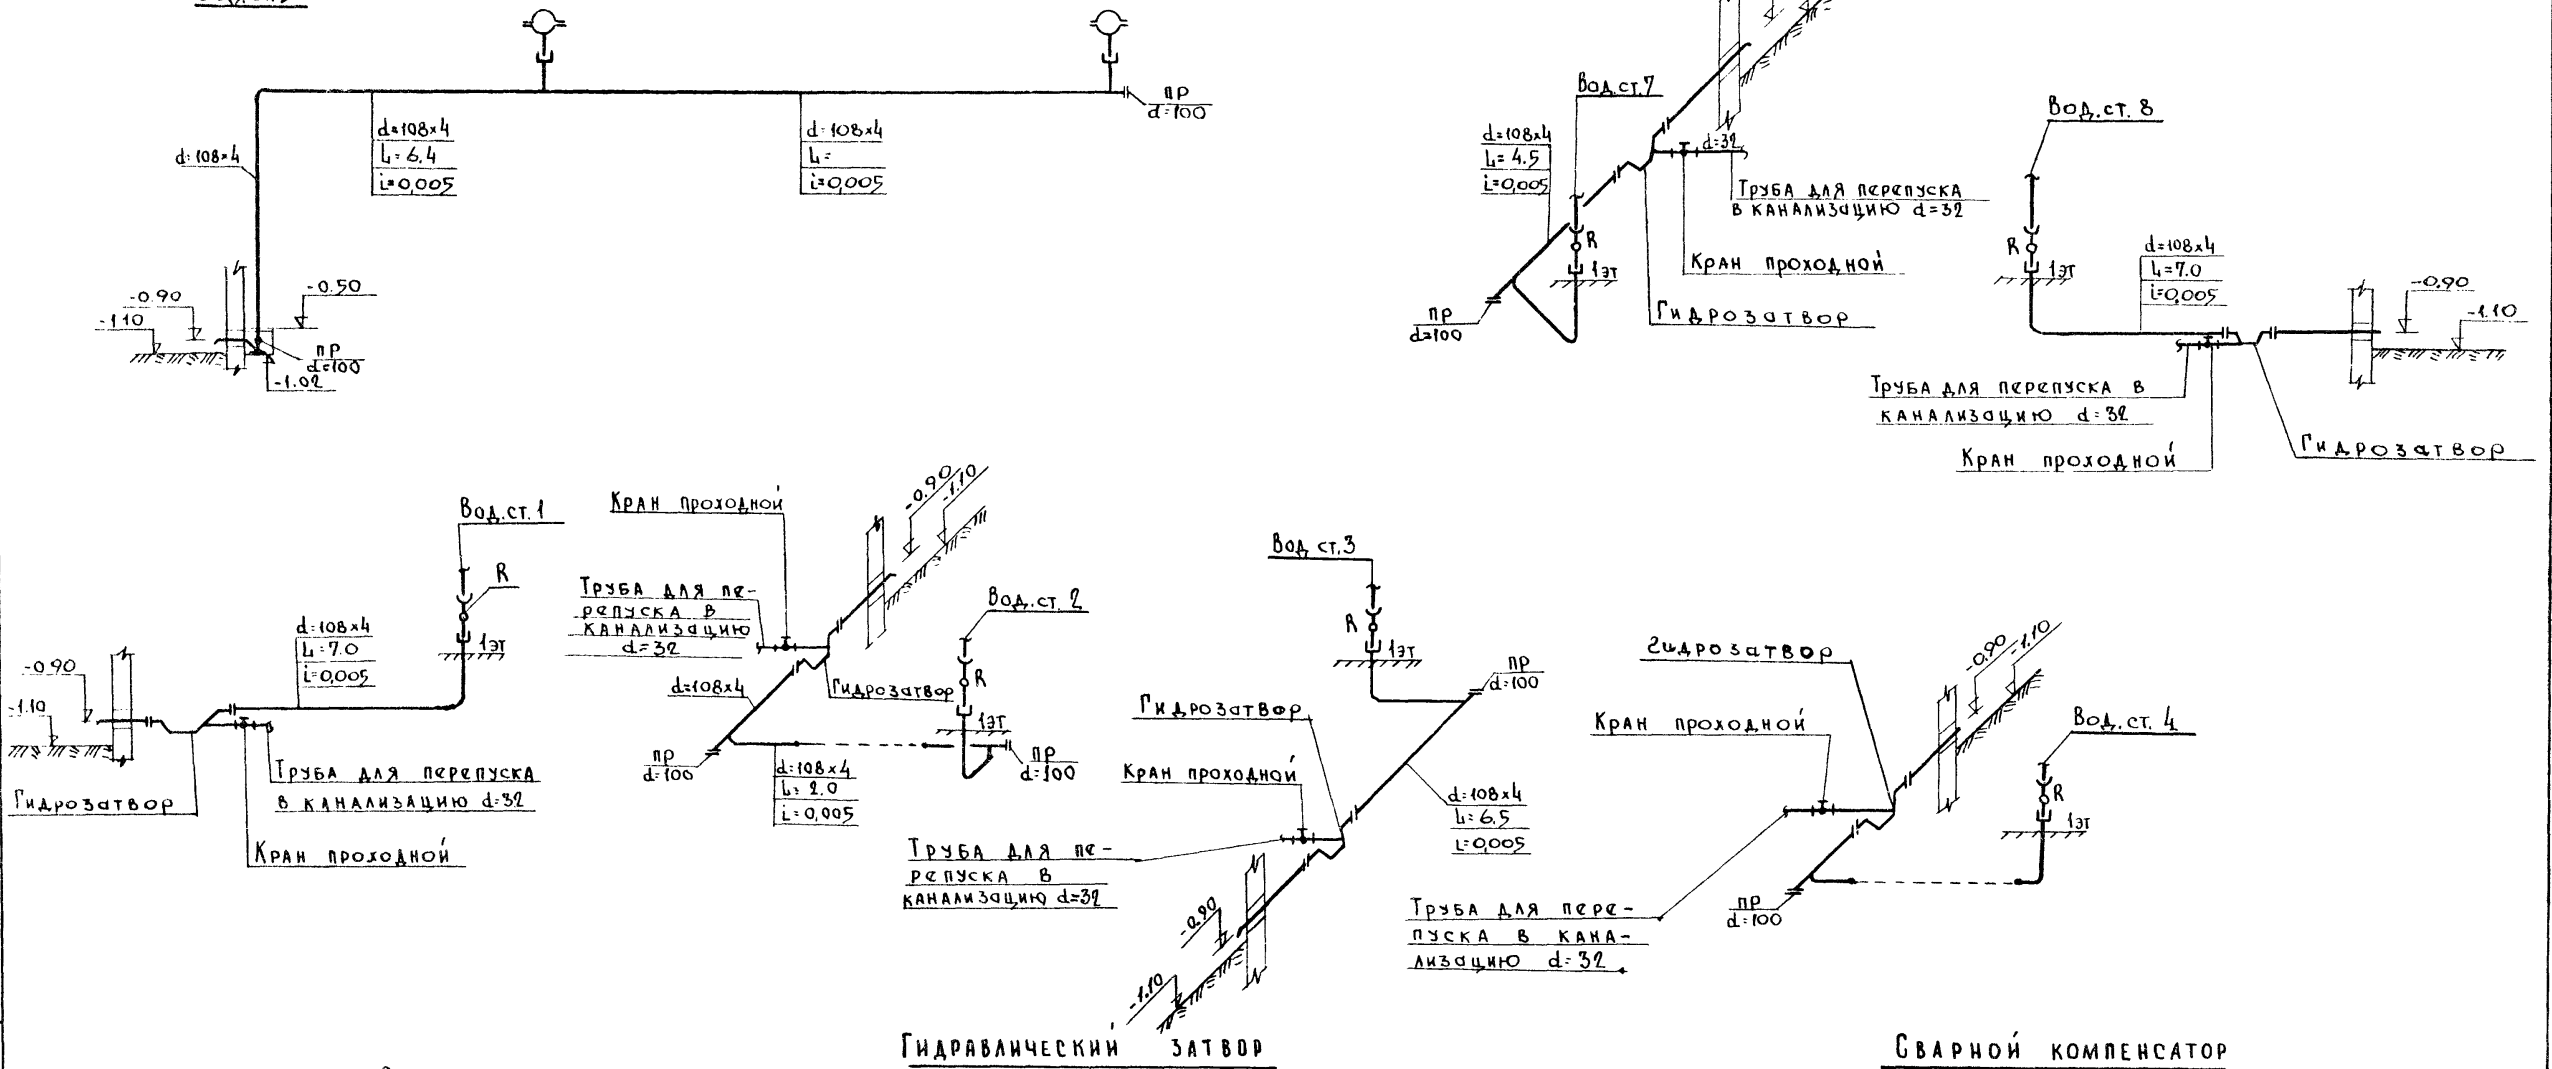 ПР
d=100
d=108×4
L=6.4
i=0,005
d=108×4
L=
i=0,005
d=108×4
-0.90
-1.10
-0.50
ПР
d=100
-1.02
Вод.ст.7
d=108×4
L=4.5
i=0,005
d=32
Труба для перепуска
в канализацию d=32
R
1эт
Кран проходной
Гидрозатвор
ПР
d=100
Вод.ст. 8
R
1эт
d=108×4
L=7.0
i=0,005
-0,90
-1.10
Труба для перепуска в
канализацию d=32
Кран проходной
Гидрозатвор
Вод.ст.1
R
1эт
d=108×4
L=7.0
i=0,005
-0.90
-1.10
Труба для перепуска
в канализацию d=32
Гидрозатвор
Кран проходной
Кран проходной
-0.90
-1.10
Труба для пе-
репуска в
канализацию
d=32
Вод.ст. 2
R
1эт
d=108×4
Гидрозатвор
ПР
d=100
d=108×4
L=2.0
i=0,005
ПР
d=100
Вод ст.3
R
1эт
ПР
d=100
Гидрозатвор
Кран проходной
d=108×4
L=6.5
i=0,005
Труба для пе-
репуска в
канализацию d=32
-0.90
-1.10
Гидрозатвор
-0.90
-1.10
Кран проходной
Вод.ст. 4
R
1эт
ПР
d=100
Труба для пере-
пуска в кана-
лизацию d=32
Гидравлический затвор
Сварной компенсатор